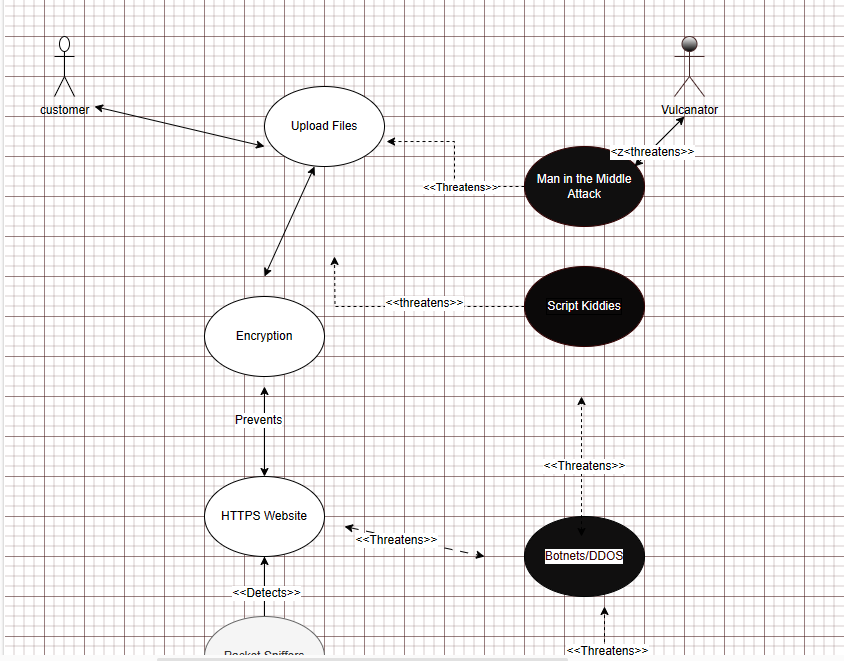 customer
Vulcanator
Upload Files
<z<threatens>>
Man in the Middle
Attack
<<Threatens>>
<<threatens>>
Script Kiddies
Encryption
Prevents
<<Threatens>>
HTTPS Website
<<Threatens>>
Botnets/DDOS
<<Detects>>
<<Threatens>>